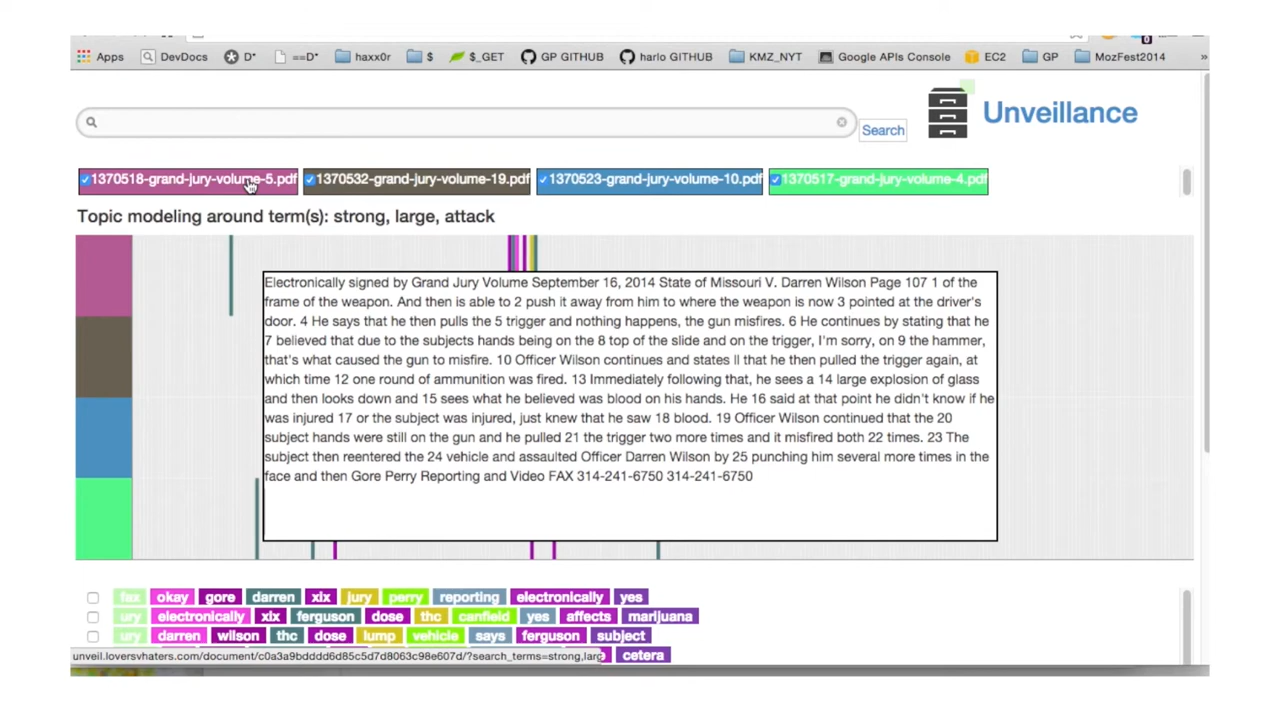 Apps DevDocs D* ==D* haxx0r $ $_GET GP GITHUB harlo GITHUB KMZ_NYT Google APIs Console EC2 GP MozFest2014 »
Search
Unveillance
1370518-grand-jury-volume-5.pdf 1370532-grand-jury-volume-19.pdf 1370523-grand-jury-volume-10.pdf 1370517-grand-jury-volume-4.pdf
Topic modeling around term(s): strong, large, attack
Electronically signed by Grand Jury Volume September 16, 2014 State of Missouri V. Darren Wilson Page 107 1 of the
frame of the weapon. And then is able to 2 push it away from him to where the weapon is now 3 pointed at the driver's
door. 4 He says that he then pulls the 5 trigger and nothing happens, the gun misfires. 6 He continues by stating that he
7 believed that due to the subjects hands being on the 8 top of the slide and on the trigger, I'm sorry, on 9 the hammer,
that's what caused the gun to misfire. 10 Officer Wilson continues and states ll that he then pulled the trigger again, at
which time 12 one round of ammunition was fired. 13 Immediately following that, he sees a 14 large explosion of glass
and then looks down and 15 sees what he believed was blood on his hands. He 16 said at that point he didn't know if he
was injured 17 or the subject was injured, just knew that he saw 18 blood. 19 Officer Wilson continued that the 20
subject hands were still on the gun and he pulled 21 the trigger two more times and it misfired both 22 times. 23 The
subject then reentered the 24 vehicle and assaulted Officer Darren Wilson by 25 punching him several more times in the
face and then Gore Perry Reporting and Video FAX 314-241-6750 314-241-6750
fax okay gore darren xix jury perry reporting electronically yes
ury electronically xix ferguson dose thc canfield yes affects marijuana
ury darren wilson thc dose lump vehicle says ferguson subject
unveil.loversvhaters.com/document/c0a3a9bdddd6d85c5d7d8063c98e607d/?search_terms=strong,larg cetera